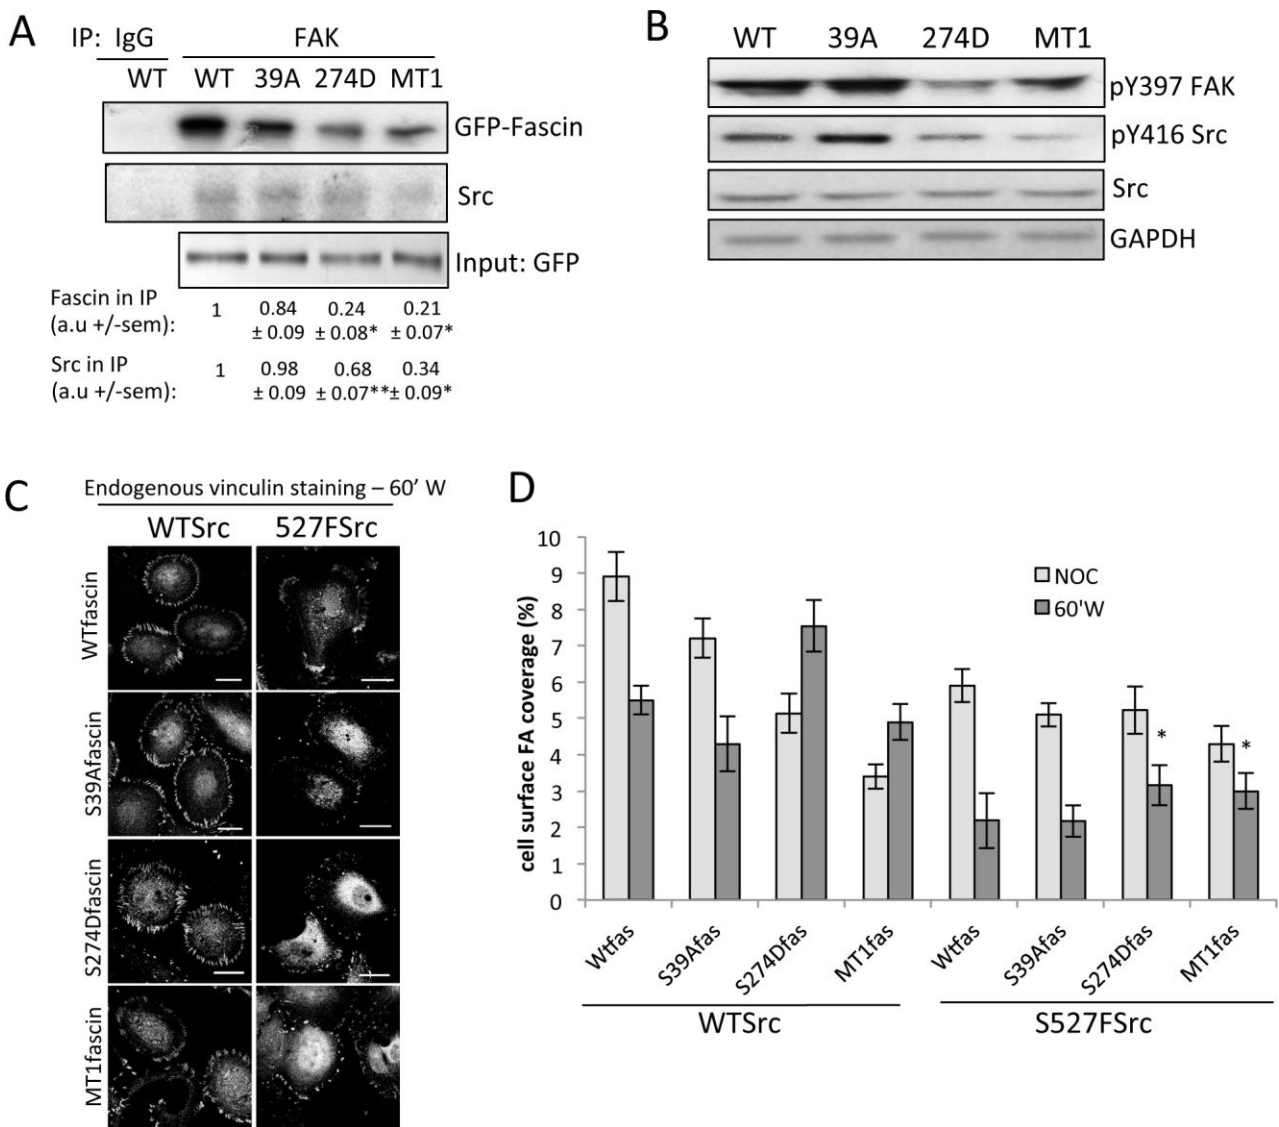 A
IP: IgG FAK
WT WT 39A 274D MT1
GFP-Fascin
Src
Input: GFP
Fascin in IP
(a.u +/-sem):
1 0.84 0.24 0.21
± 0.09 ± 0.08* ± 0.07*
Src in IP
(a.u +/-sem):
1 0.98 0.68 0.34
± 0.09 ± 0.07**± 0.09*
B
WT 39A 274D MT1
pY397 FAK
pY416 Src
Src
GAPDH
C
Endogenous vinculin staining – 60’ W
WTSrc 527FSrc
WTfascin
S39Afascin
S274Dfascin
MT1fascin
D
cell surface FA coverage (%)
10
9
8
7
6
5
4
3
2
1
0
NOC
60'W
* *
Wtfas S39Afas S274Dfas MT1fas Wtfas S39Afas S274Dfas MT1fas
WTSrc S527FSrc